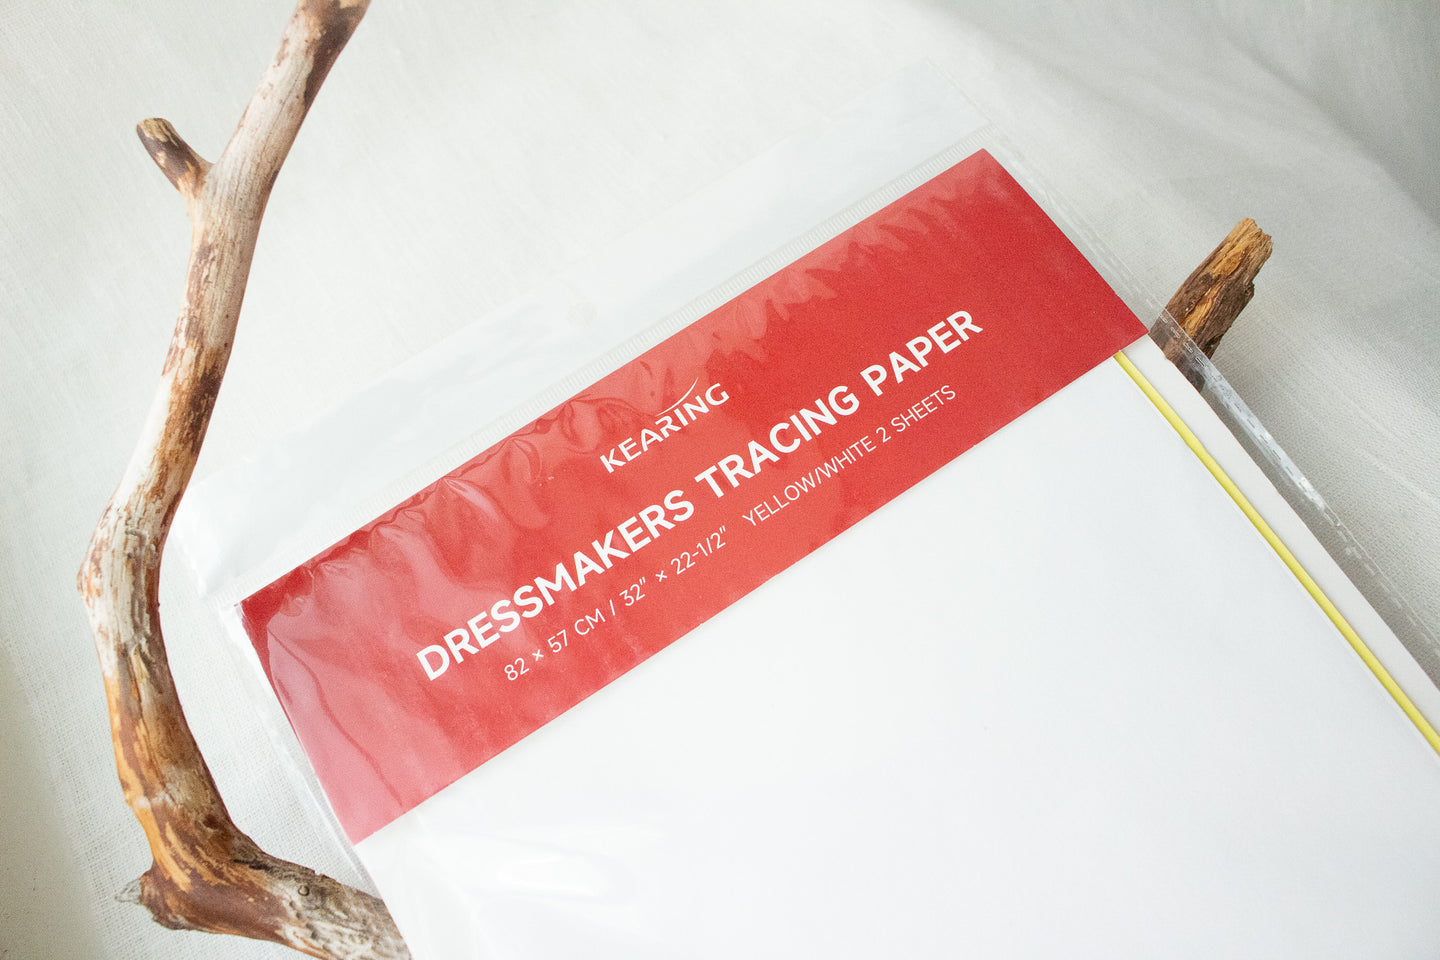 KEARING
DRESSMAKERS TRACING PAPER
82 × 57 CM / 32" × 22-1/2" YELLOW/WHITE 2 SHEETS